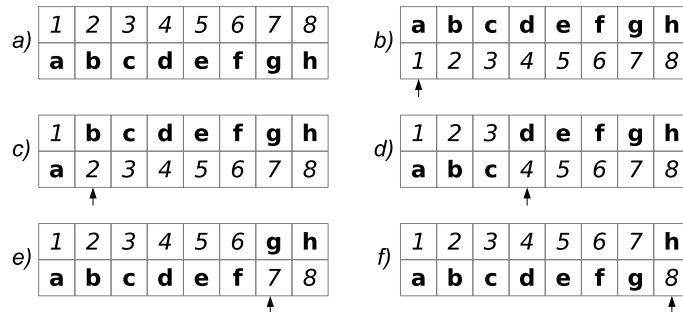 a) 1 2 3 4 5 6 7 8
a b c d e f g h
b) a b c d e f g h
1 2 3 4 5 6 7 8
c) 1 b c d e f g h
a 2 3 4 5 6 7 8
d) 1 2 3 d e f g h
a b c 4 5 6 7 8
e) 1 2 3 4 5 6 g h
a b c d e f 7 8
f) 1 2 3 4 5 6 7 h
a b c d e f g 8